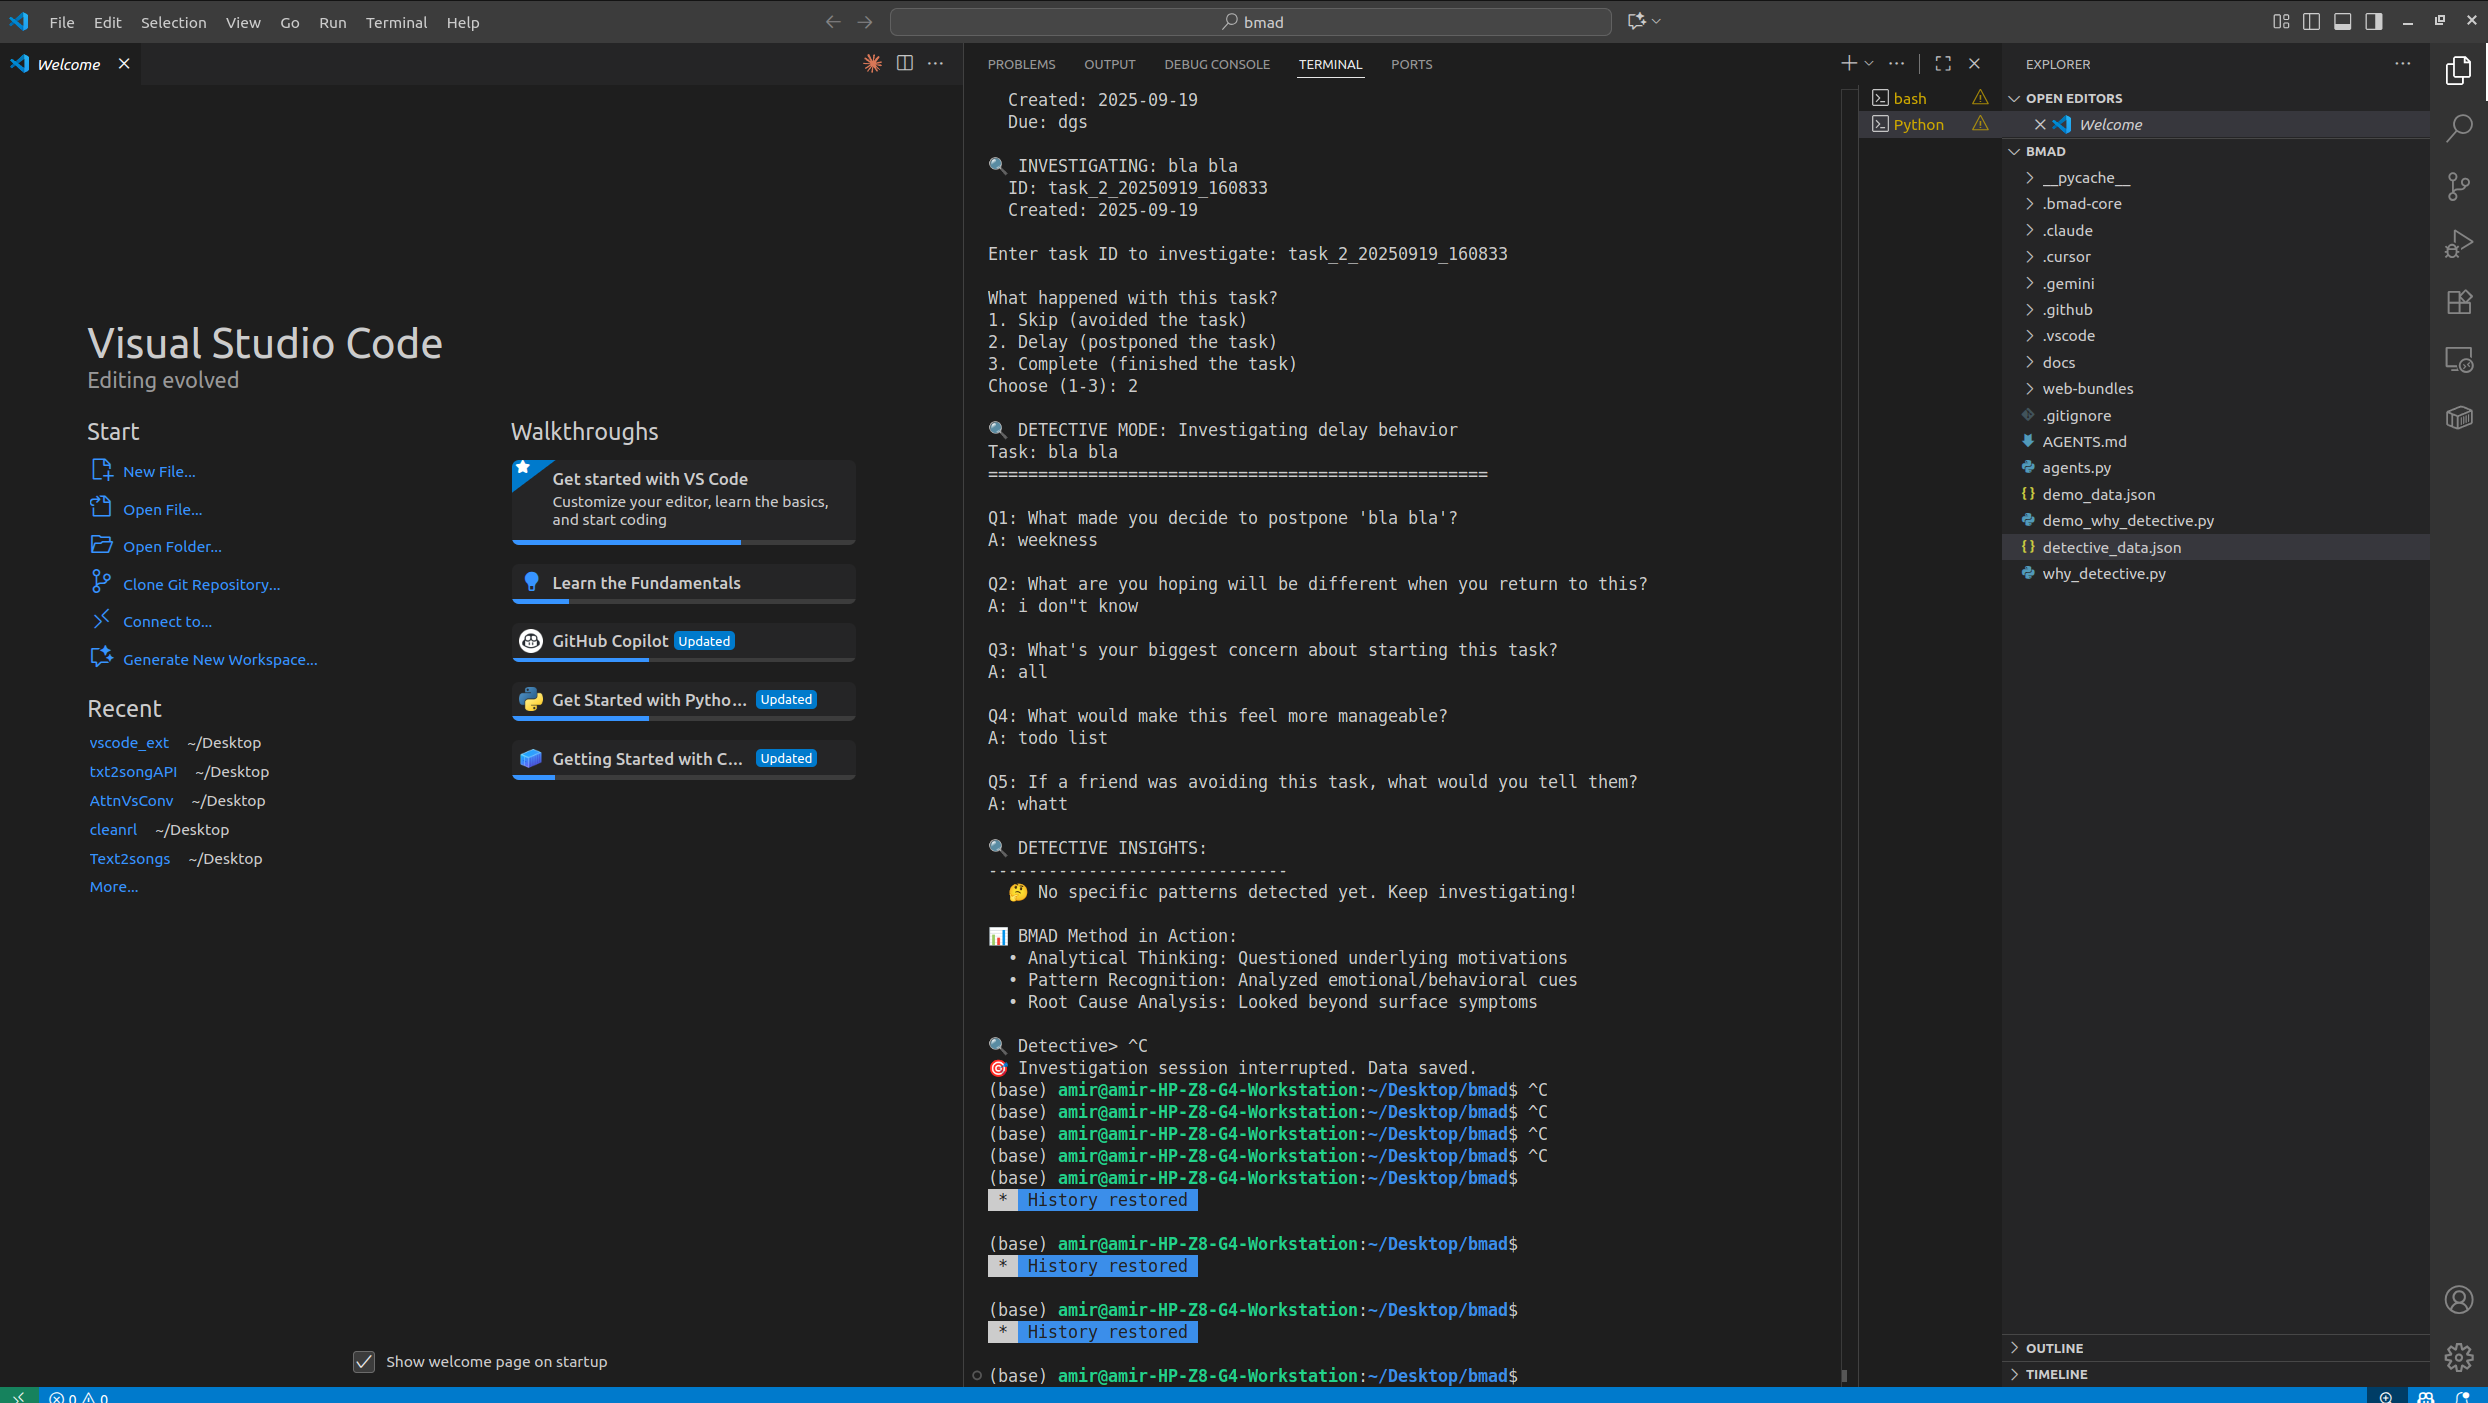 File Edit Selection View Go Run Terminal Help
bmad
Welcome
Visual Studio Code
Editing evolved
Start
New File...
Open File...
Open Folder...
Clone Git Repository...
Connect to...
Generate New Workspace...
Recent
vscode_ext ~/Desktop
txt2songAPI ~/Desktop
AttnVsConv ~/Desktop
cleanrl ~/Desktop
Text2songs ~/Desktop
More...
Walkthroughs
Get started with VS Code
Customize your editor, learn the basics,
and start coding
Learn the Fundamentals
GitHub Copilot Updated
Get Started with Pytho... Updated
Getting Started with C... Updated
Show welcome page on startup
PROBLEMS OUTPUT DEBUG CONSOLE TERMINAL PORTS
Created: 2025-09-19
Due: dgs
🔍 INVESTIGATING: bla bla
ID: task_2_20250919_160833
Created: 2025-09-19
Enter task ID to investigate: task_2_20250919_160833
What happened with this task?
1. Skip (avoided the task)
2. Delay (postponed the task)
3. Complete (finished the task)
Choose (1-3): 2
🔍 DETECTIVE MODE: Investigating delay behavior
Task: bla bla
==================================================
Q1: What made you decide to postpone 'bla bla'?
A: weekness
Q2: What are you hoping will be different when you return to this?
A: i don"t know
Q3: What's your biggest concern about starting this task?
A: all
Q4: What would make this feel more manageable?
A: todo list
Q5: If a friend was avoiding this task, what would you tell them?
A: whatt
🔍 DETECTIVE INSIGHTS:
------------------------------
🤔 No specific patterns detected yet. Keep investigating!
📊 BMAD Method in Action:
• Analytical Thinking: Questioned underlying motivations
• Pattern Recognition: Analyzed emotional/behavioral cues
• Root Cause Analysis: Looked beyond surface symptoms
🔍 Detective> ^C
🎯 Investigation session interrupted. Data saved.
(base) amir@amir-HP-Z8-G4-Workstation:~/Desktop/bmad$ ^C
(base) amir@amir-HP-Z8-G4-Workstation:~/Desktop/bmad$ ^C
(base) amir@amir-HP-Z8-G4-Workstation:~/Desktop/bmad$ ^C
(base) amir@amir-HP-Z8-G4-Workstation:~/Desktop/bmad$ ^C
(base) amir@amir-HP-Z8-G4-Workstation:~/Desktop/bmad$
* History restored
(base) amir@amir-HP-Z8-G4-Workstation:~/Desktop/bmad$
* History restored
(base) amir@amir-HP-Z8-G4-Workstation:~/Desktop/bmad$
* History restored
(base) amir@amir-HP-Z8-G4-Workstation:~/Desktop/bmad$
bash
Python
EXPLORER
OPEN EDITORS
Welcome
BMAD
__pycache__
.bmad-core
.claude
.cursor
.gemini
.github
.vscode
docs
web-bundles
.gitignore
AGENTS.md
agents.py
demo_data.json
demo_why_detective.py
detective_data.json
why_detective.py
OUTLINE
TIMELINE
0 0